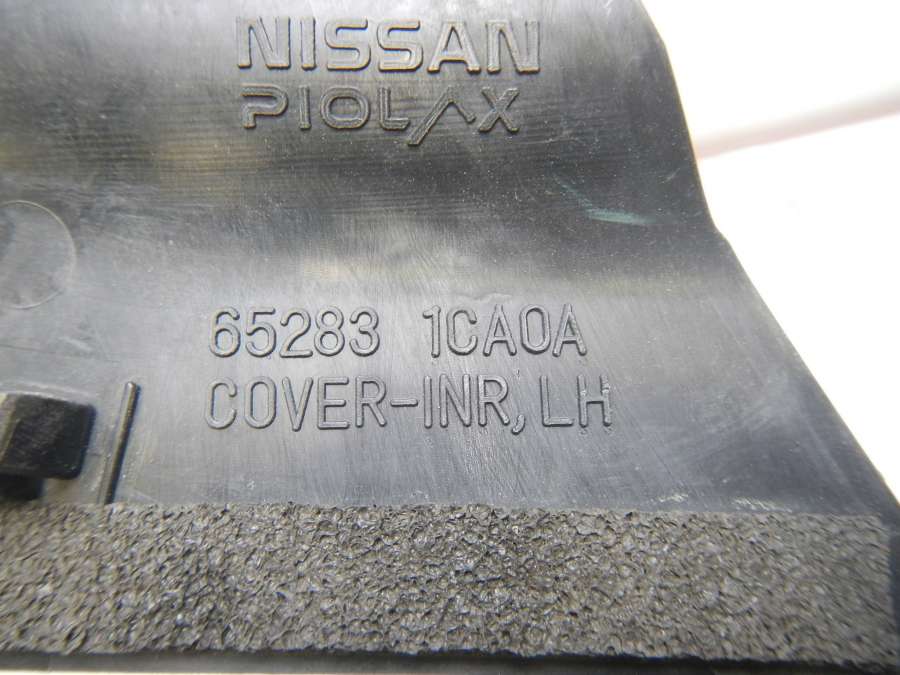 NISSAN
PIOLAX
65283 1CA0A
COVER-INR, LH